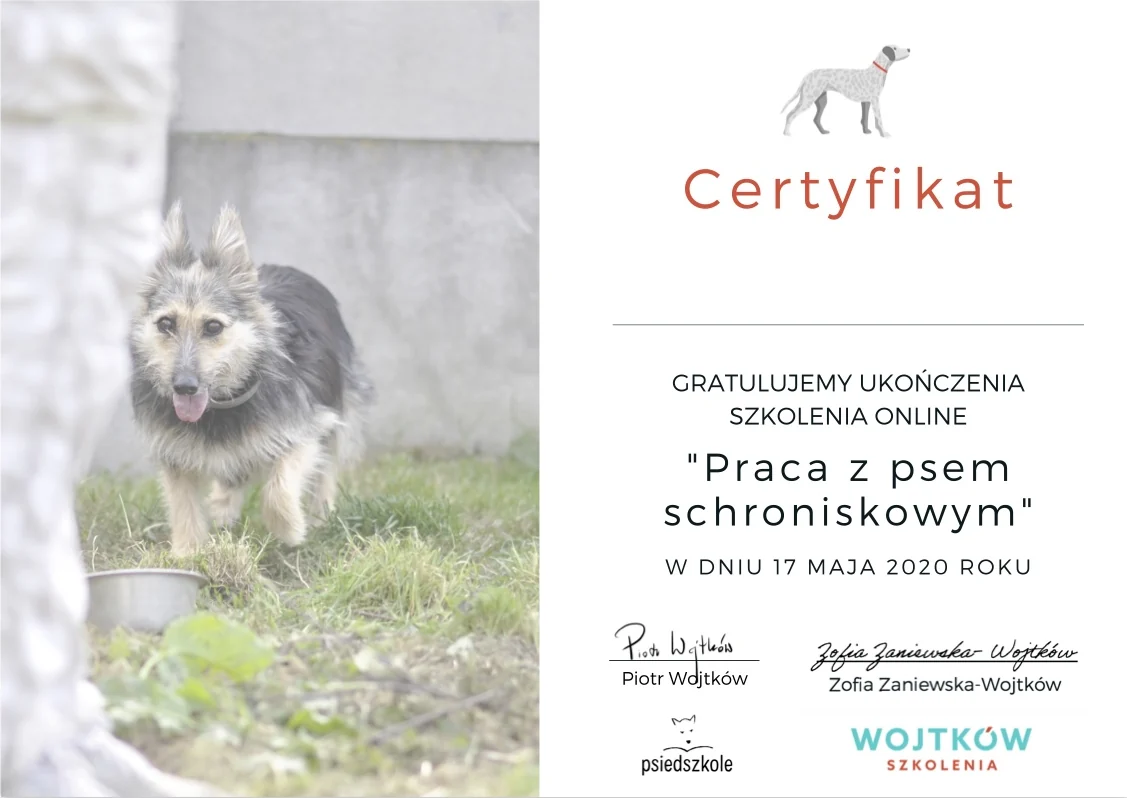 Certyfikat
GRATULUJEMY UKOŃCZENIA
SZKOLENIA ONLINE
"Praca z psem
schroniskowym"
W DNIU 17 MAJA 2020 ROKU
Piotr Wojtków
Piotr Wojtków
Zofia Zaniewska-Wojtków
Zofia Zaniewska-Wojtków
psiedszkole
WOJTKÓW
SZKOLENIA